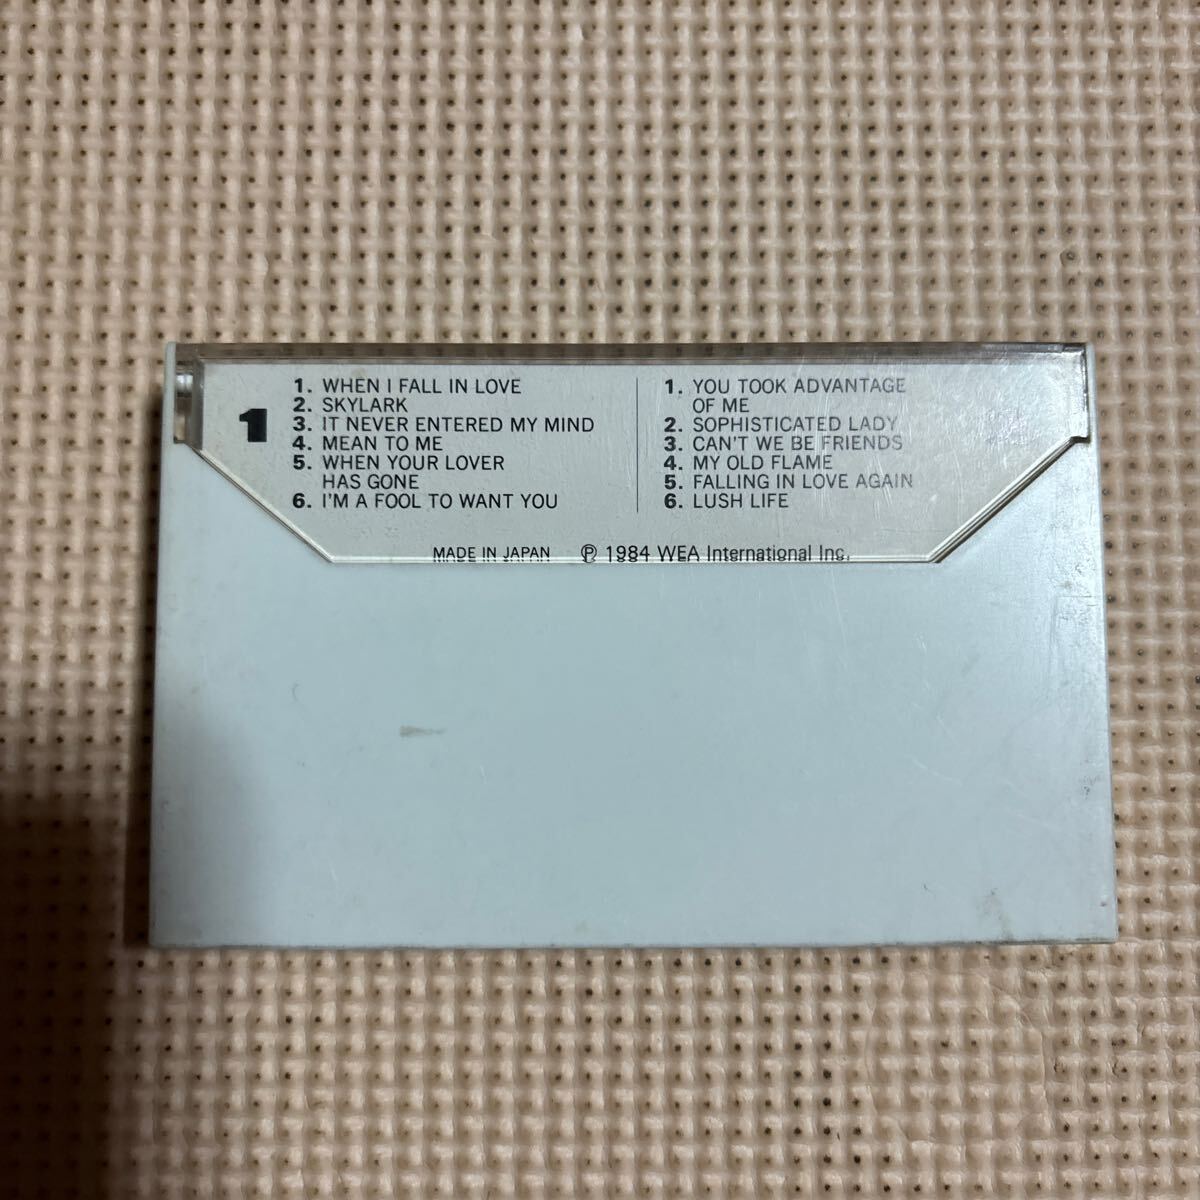 1
1. WHEN I FALL IN LOVE
2. SKYLARK
3. IT NEVER ENTERED MY MIND
4. MEAN TO ME
5. WHEN YOUR LOVER
HAS GONE
6. I'M A FOOL TO WANT YOU
1. YOU TOOK ADVANTAGE
OF ME
2. SOPHISTICATED LADY
3. CAN'T WE BE FRIENDS
4. MY OLD FLAME
5. FALLING IN LOVE AGAIN
6. LUSH LIFE
MADE IN JAPAN ℗ 1984 WEA International Inc.